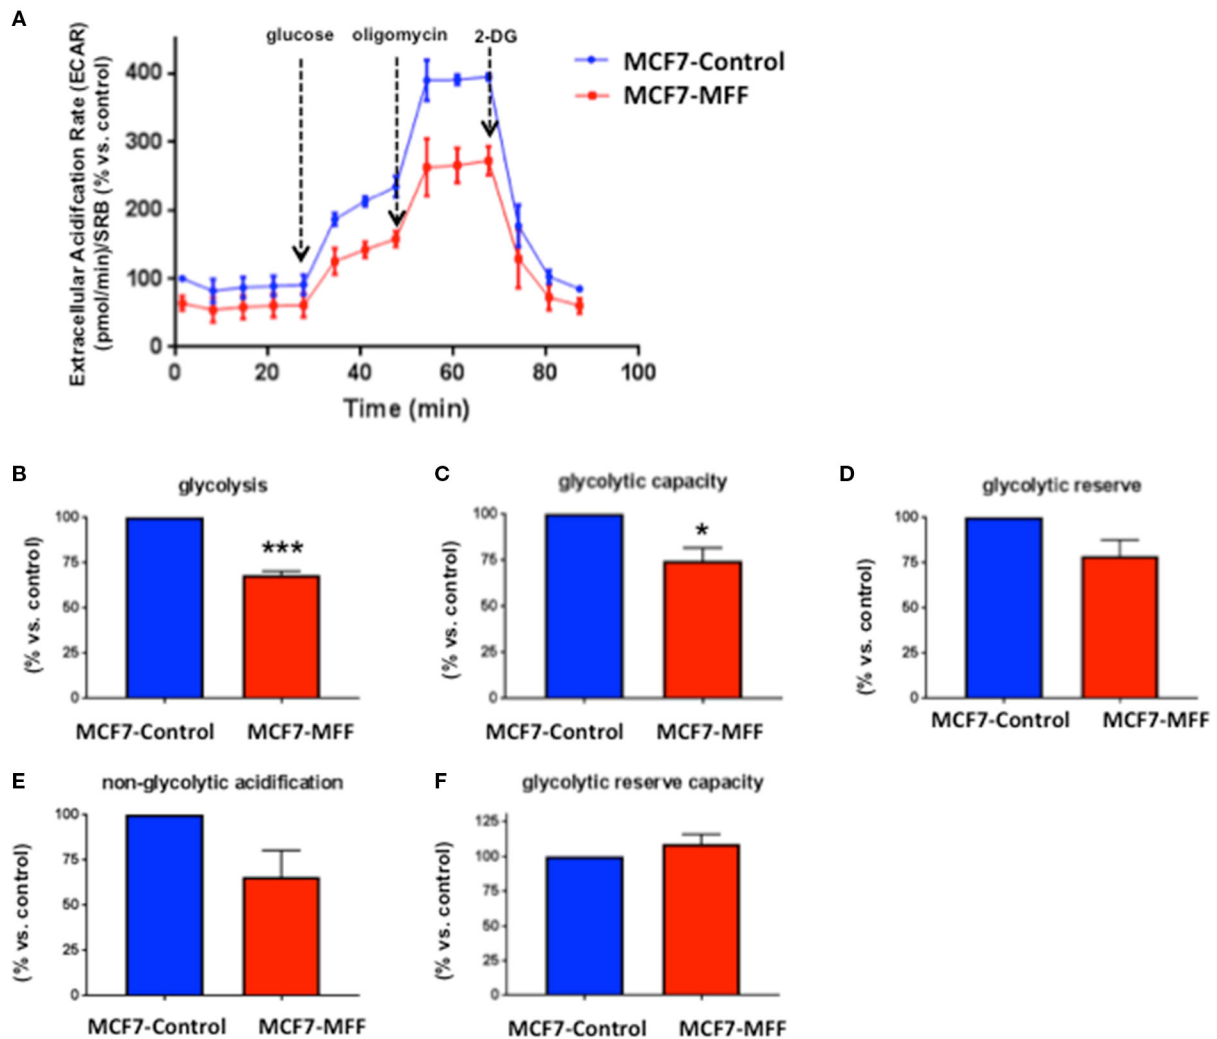 A
Extracellular Acidifcation Rate (ECAR)
(pmol/min)/SRB (% vs. control)
glucose oligomycin 2-DG
MCF7-Control
MCF7-MFF
400
300
200
100
0
0 20 40 60 80 100
Time (min)
B
glycolysis
(% vs. control)
100
75
50
25
0
***
MCF7-Control MCF7-MFF
C
glycolytic capacity
(% vs. control)
100
75
50
25
0
*
MCF7-Control MCF7-MFF
D
glycolytic reserve
(% vs. control)
100
75
50
25
0
MCF7-Control MCF7-MFF
E
non-glycolytic acidification
(% vs. control)
100
75
50
25
0
MCF7-Control MCF7-MFF
F
glycolytic reserve capacity
(% vs. control)
125
100
75
50
25
0
MCF7-Control MCF7-MFF